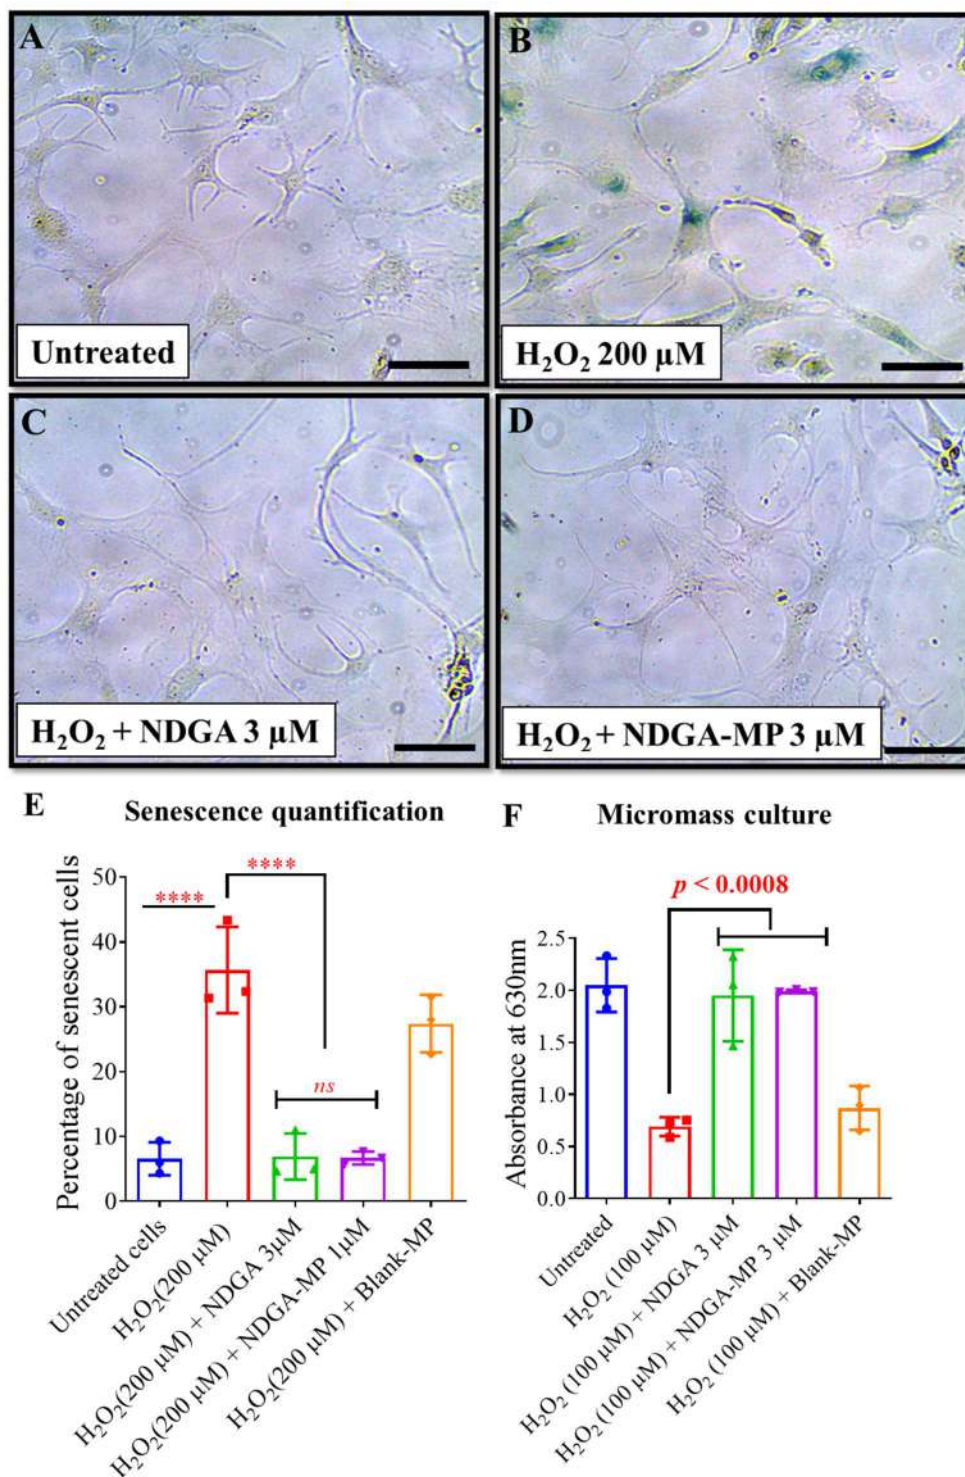 A
Untreated
B
H₂O₂ 200 µM
C
H₂O₂ + NDGA 3 µM
D
H₂O₂ + NDGA-MP 3 µM
E
Senescence quantification
Percentage of senescent cells
50
40
30
20
10
0
****
****
ns
Untreated cells
H₂O₂(200 µM)
H₂O₂(200 µM) + NDGA 3µM
H₂O₂(200 µM) + NDGA-MP 1µM
H₂O₂(200 µM) + Blank-MP
F
Micromass culture
p < 0.0008
Absorbance at 630nm
2.5
2.0
1.5
1.0
0.5
0.0
Untreated
H₂O₂ (100 µM)
H₂O₂ (100 µM) + NDGA 3 µM
H₂O₂ (100 µM) + NDGA-MP 3 µM
H₂O₂ (100 µM) + Blank-MP